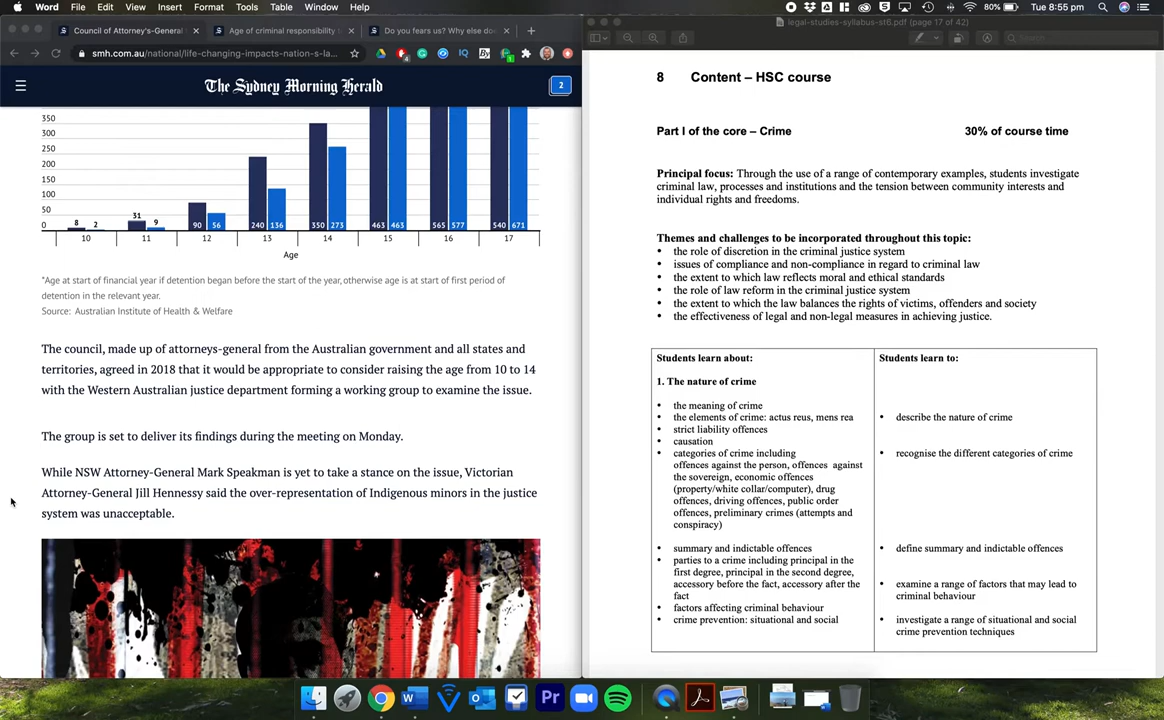 Word File Edit View Insert Format Tools Table Window Help
80% Tue 8:55 pm
Council of Attorney's-General
Age of criminal responsibility t
Do you fears us? Why else doe
smh.com.au/national/life-changing-impacts-nation-s-la...
The Sydney Morning Herald
2
350
300
250
200
150
100
50
0
8 2 31 9 90 56 240 136 350 273 463 463 565 577 540 671
10 11 12 13 14 15 16 17
Age
*Age at start of financial year if detention began before the start of the year, otherwise age is at start of first period of
detention in the relevant year.
Source: Australian Institute of Health & Welfare
The council, made up of attorneys-general from the Australian government and all states and
territories, agreed in 2018 that it would be appropriate to consider raising the age from 10 to 14
with the Western Australian justice department forming a working group to examine the issue.
The group is set to deliver its findings during the meeting on Monday.
While NSW Attorney-General Mark Speakman is yet to take a stance on the issue, Victorian
Attorney-General Jill Hennessy said the over-representation of Indigenous minors in the justice
system was unacceptable.
legal-studies-syllabus-st6.pdf (page 17 of 42)
Search
8 Content – HSC course
Part I of the core – Crime 30% of course time
Principal focus: Through the use of a range of contemporary examples, students investigate
criminal law, processes and institutions and the tension between community interests and
individual rights and freedoms.
Themes and challenges to be incorporated throughout this topic:
• the role of discretion in the criminal justice system
• issues of compliance and non-compliance in regard to criminal law
• the extent to which law reflects moral and ethical standards
• the role of law reform in the criminal justice system
• the extent to which the law balances the rights of victims, offenders and society
• the effectiveness of legal and non-legal measures in achieving justice.
Students learn about:
1. The nature of crime
• the meaning of crime
• the elements of crime: actus reus, mens rea
• strict liability offences
• causation
• categories of crime including
offences against the person, offences against
the sovereign, economic offences
(property/white collar/computer), drug
offences, driving offences, public order
offences, preliminary crimes (attempts and
conspiracy)
• summary and indictable offences
• parties to a crime including principal in the
first degree, principal in the second degree,
accessory before the fact, accessory after the
fact
• factors affecting criminal behaviour
• crime prevention: situational and social
Students learn to:
• describe the nature of crime
• recognise the different categories of crime
• define summary and indictable offences
• examine a range of factors that may lead to
criminal behaviour
• investigate a range of situational and social
crime prevention techniques